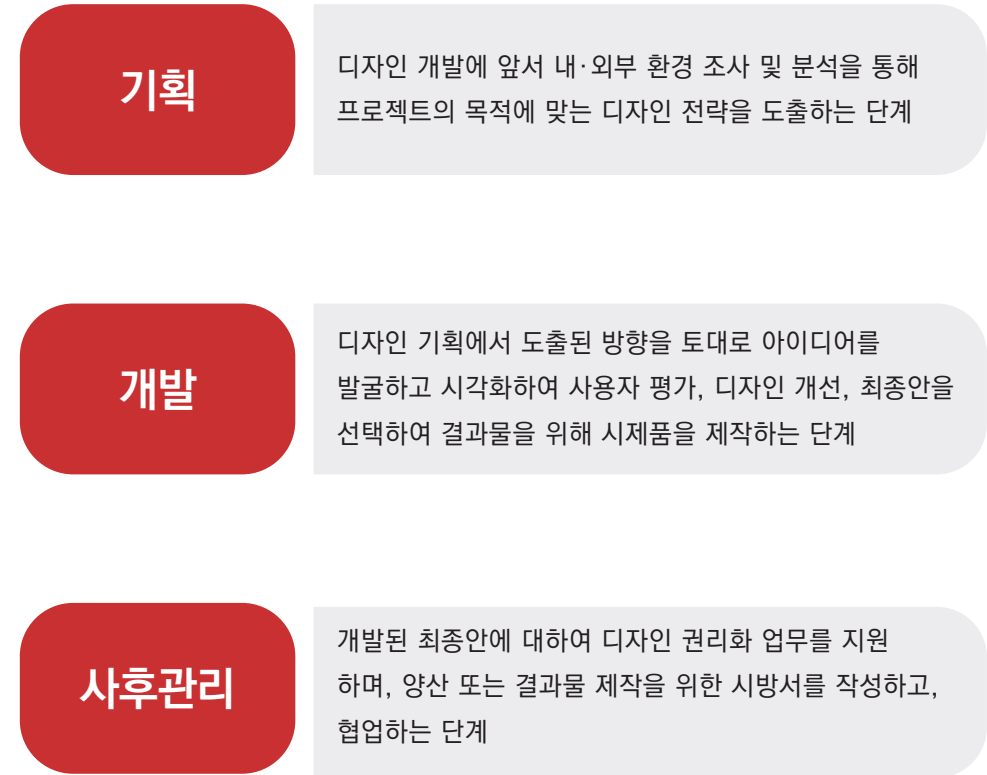 기획
디자인 개발에 앞서 내·외부 환경 조사 및 분석을 통해
프로젝트의 목적에 맞는 디자인 전략을 도출하는 단계
개발
디자인 기획에서 도출된 방향을 토대로 아이디어를
발굴하고 시각화하여 사용자 평가, 디자인 개선, 최종안을
선택하여 결과물을 위해 시제품을 제작하는 단계
사후관리
개발된 최종안에 대하여 디자인 권리화 업무를 지원
하며, 양산 또는 결과물 제작을 위한 시방서를 작성하고,
협업하는 단계